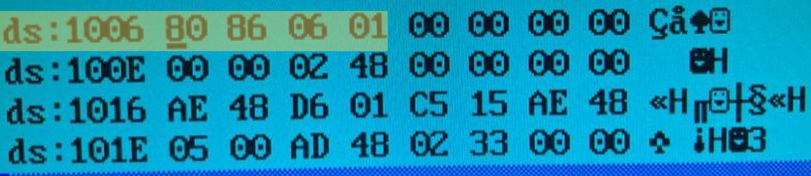 ds:1006 80 86 06 01 00 00 00 00 Çå♠☺
ds:100E 00 00 02 48 00 00 00 00 ☻H
ds:1016 AE 48 D6 01 C5 15 AE 48 «H╓☺┼§«H
ds:101E 05 00 AD 48 02 33 00 00 ♣ ¡H☻3